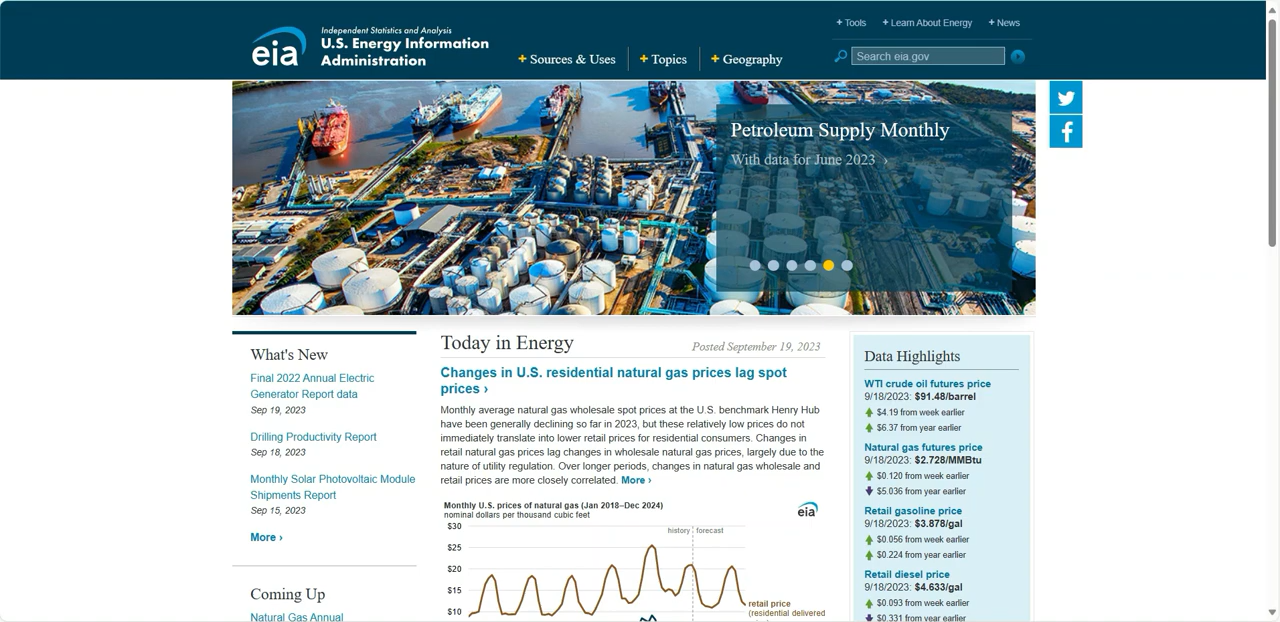 + Tools + Learn About Energy + News
Independent Statistics and Analysis
eia U.S. Energy Information
Administration
+ Sources & Uses + Topics + Geography
Search eia.gov
Petroleum Supply Monthly
With data for June 2023 ›
What's New
Final 2022 Annual Electric
Generator Report data
Sep 19, 2023
Drilling Productivity Report
Sep 18, 2023
Monthly Solar Photovoltaic Module
Shipments Report
Sep 15, 2023
More ›
Coming Up
Natural Gas Annual
Today in Energy
Posted September 19, 2023
Changes in U.S. residential natural gas prices lag spot
prices ›
Monthly average natural gas wholesale spot prices at the U.S. benchmark Henry Hub
have been generally declining so far in 2023, but these relatively low prices do not
immediately translate into lower retail prices for residential consumers. Changes in
retail natural gas prices lag changes in wholesale natural gas prices, largely due to the
nature of utility regulation. Over longer periods, changes in natural gas wholesale and
retail prices are more closely correlated. More ›
Monthly U.S. prices of natural gas (Jan 2018–Dec 2024)
nominal dollars per thousand cubic feet
eia
$30
history forecast
$25
$20
$15
$10
retail price
(residential delivered
Data Highlights
WTI crude oil futures price
9/18/2023: $91.48/barrel
$4.19 from week earlier
$6.37 from year earlier
Natural gas futures price
9/18/2023: $2.728/MMBtu
$0.120 from week earlier
$5.036 from year earlier
Retail gasoline price
9/18/2023: $3.878/gal
$0.056 from week earlier
$0.224 from year earlier
Retail diesel price
9/18/2023: $4.633/gal
$0.093 from week earlier
$0.331 from year earlier